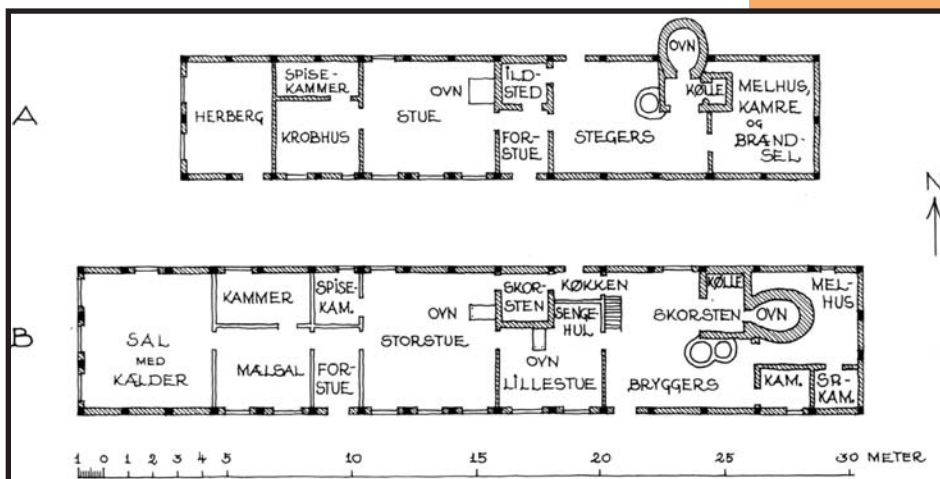 A
HERBERG
SPISE-
KAMMER
KROBHUS
STUE
OVN
ILD-
STED
FOR-
STUE
STEGERS
OVN
KØLLE
MELHUS,
KAMRE
OG
BRÆND-
SEL
N
B
SAL
MED
KÆLDER
KAMMER
MÆLSAL
SPISE-
KAM.
FOR-
STUE
STORSTUE
OVN
SKOR-
STEN
KØKKEN
SENGE-
HUL
OVN
LILLESTUE
BRYGGERS
SKORSTEN
KØLLE
OVN
MEL-
HUS
KAM.
SP-
KAM.
1 0 1 2 3 4 5 10 15 20 25 30 METER